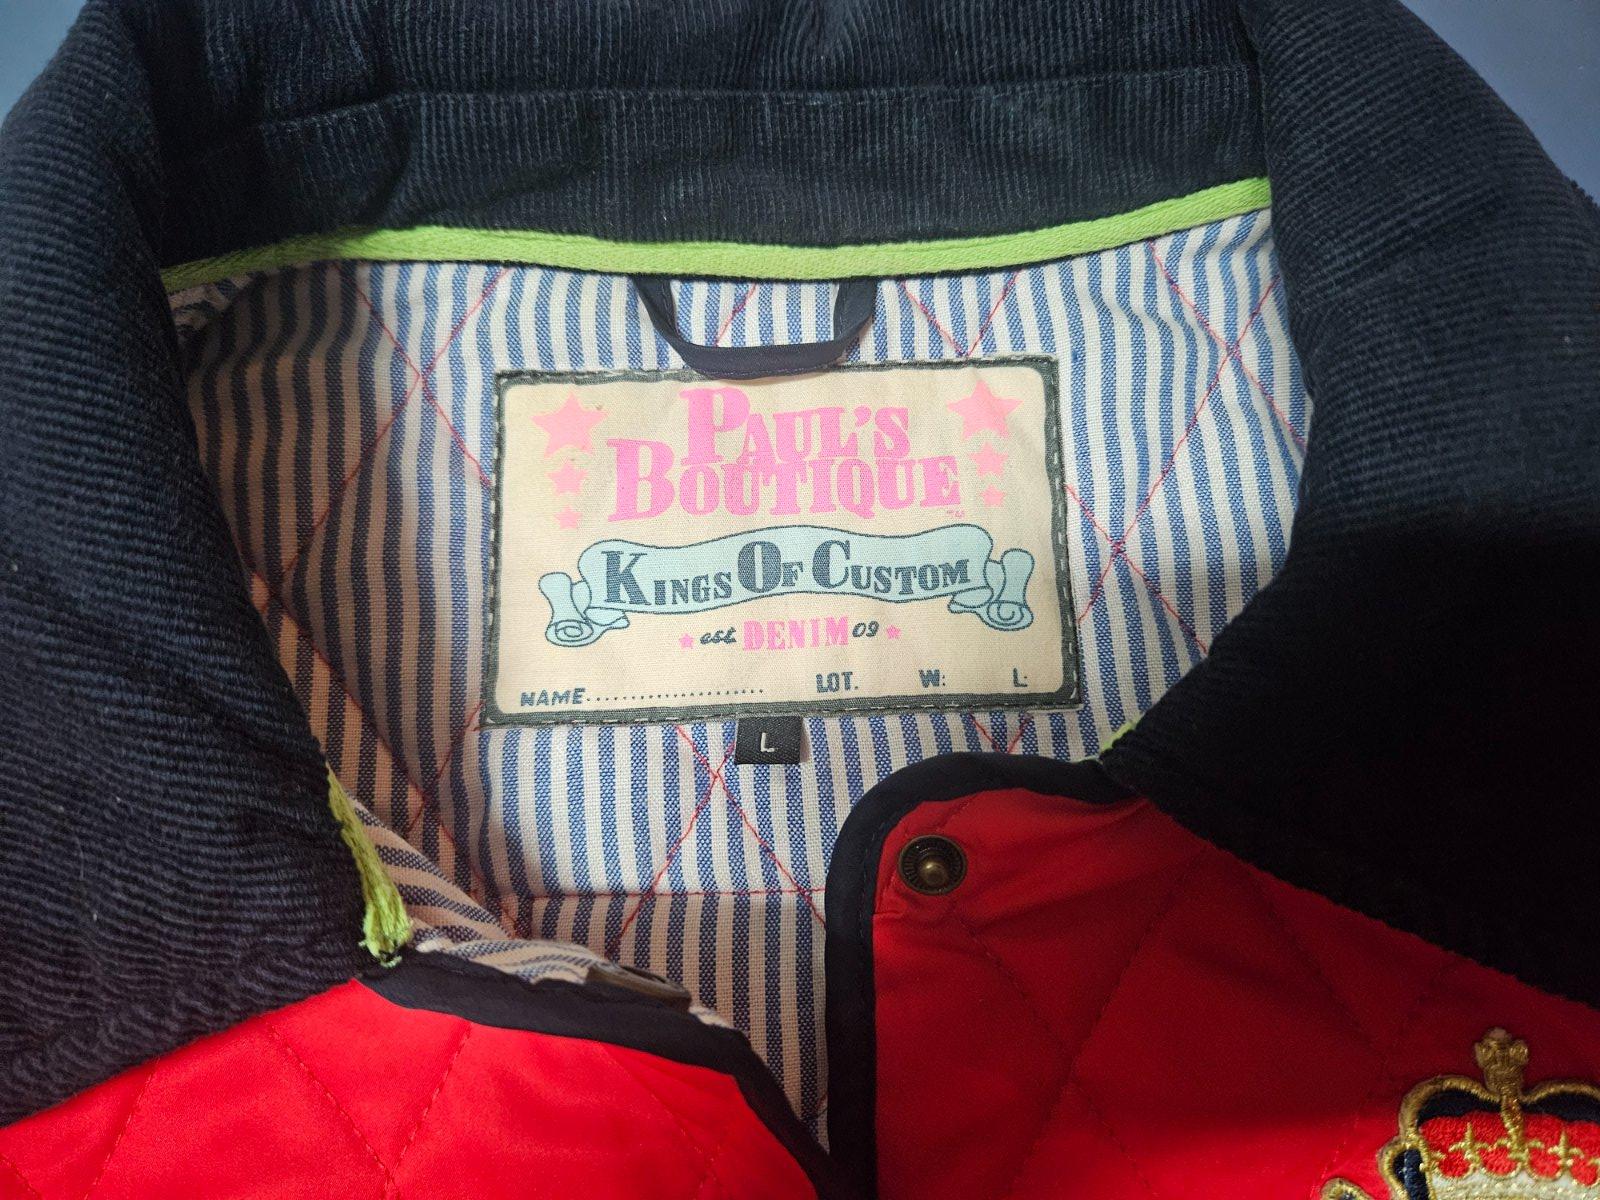 PAUL'S
BOUTIQUE
KINGS OF CUSTOM
est. DENIM 09
NAME..................... LOT. W: L:
L